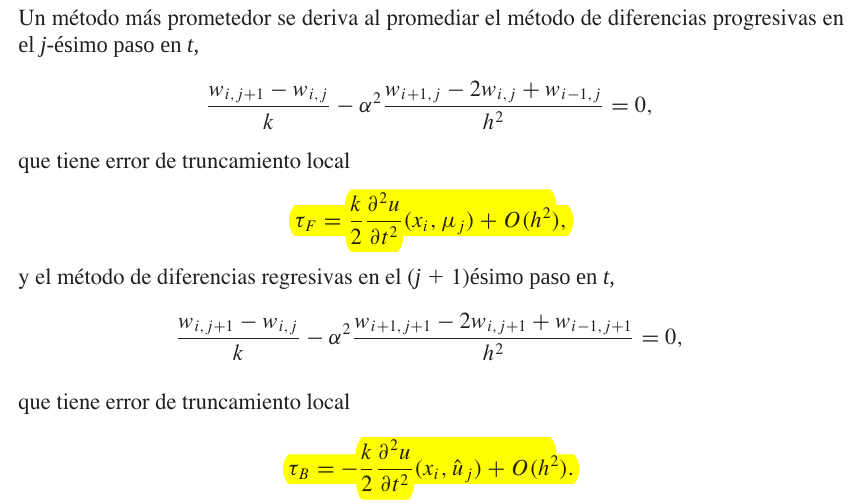 Un método más prometedor se deriva al promediar el método de diferencias progresivas en
el j-ésimo paso en t,
\frac{w_{i,j+1} - w_{i,j}}{k} - \alpha^2 \frac{w_{i+1,j} - 2w_{i,j} + w_{i-1,j}}{h^2} = 0,
que tiene error de truncamiento local
\tau_F = \frac{k}{2} \frac{\partial^2 u}{\partial t^2}(x_i, \mu_j) + O(h^2),
y el método de diferencias regresivas en el (j + 1)ésimo paso en t,
\frac{w_{i,j+1} - w_{i,j}}{k} - \alpha^2 \frac{w_{i+1,j+1} - 2w_{i,j+1} + w_{i-1,j+1}}{h^2} = 0,
que tiene error de truncamiento local
\tau_B = -\frac{k}{2} \frac{\partial^2 u}{\partial t^2}(x_i, \hat{u}_j) + O(h^2).